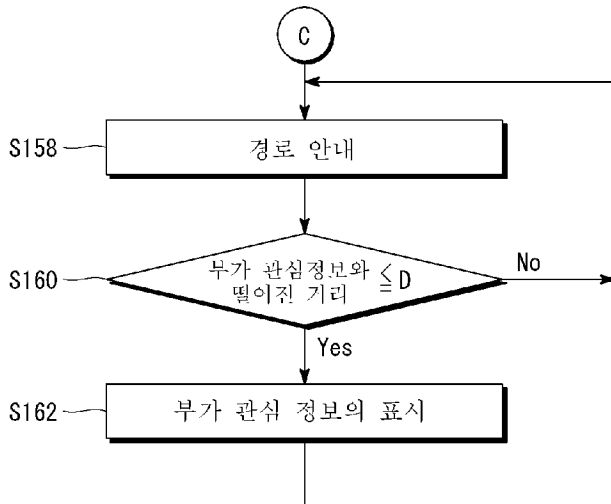 C
S158
경로 안내
S160
부가 관심정보와
떨어진 거리 ≦ D
No
Yes
S162
부가 관심 정보의 표시